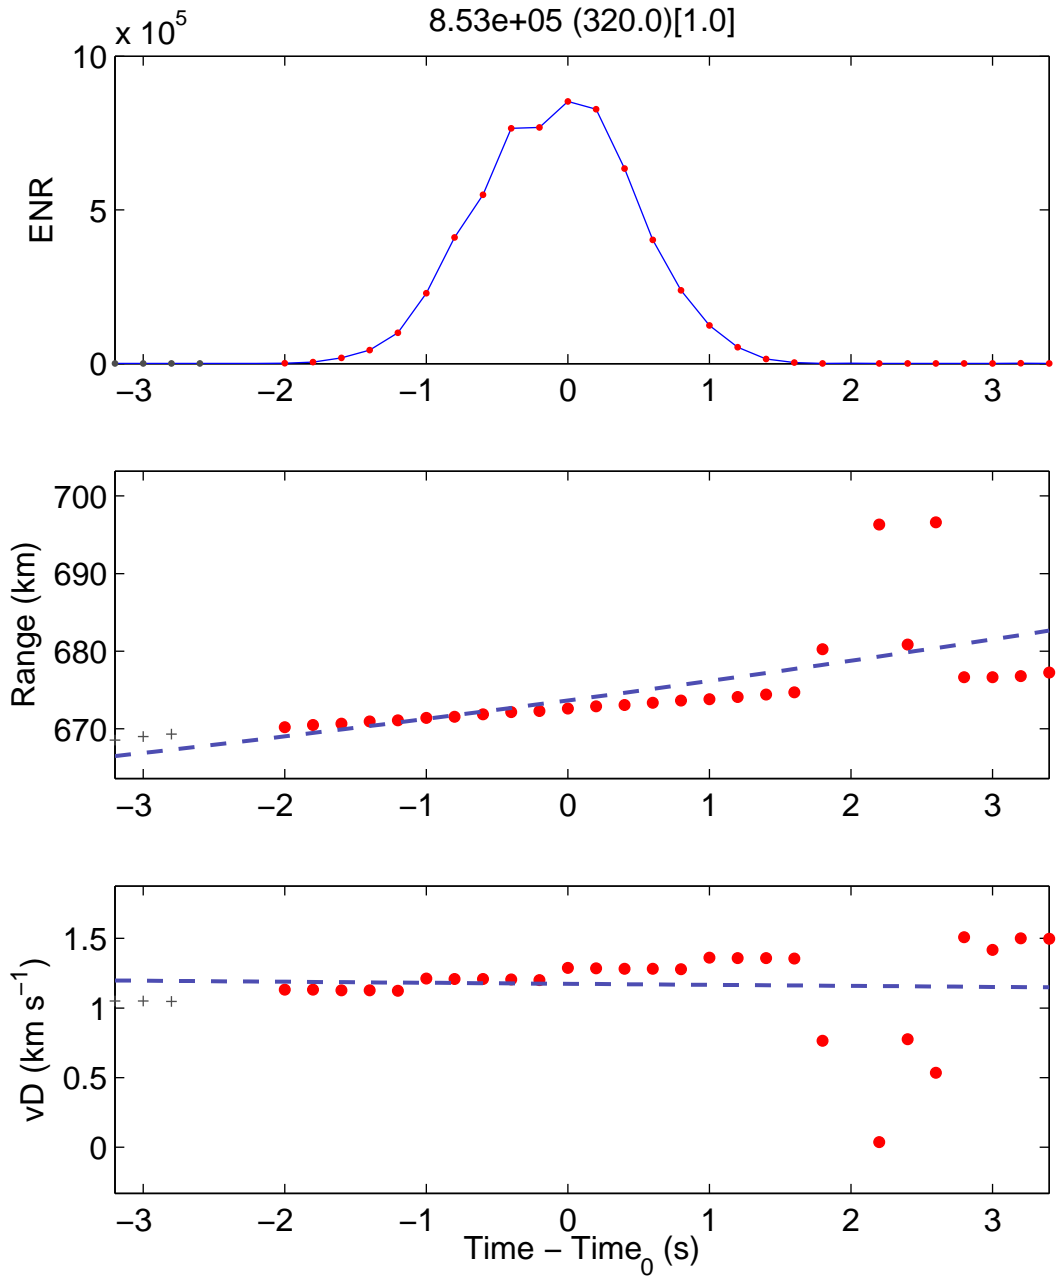 8.53e+05 (320.0)[1.0]
x 10^5
10
5
0
ENR
−3 −2 −1 0 1 2 3
700
690
680
670
Range (km)
−3 −2 −1 0 1 2 3
1.5
1
0.5
0
vD (km s^−1)
−3 −2 −1 0 1 2 3
Time − Time_0 (s)